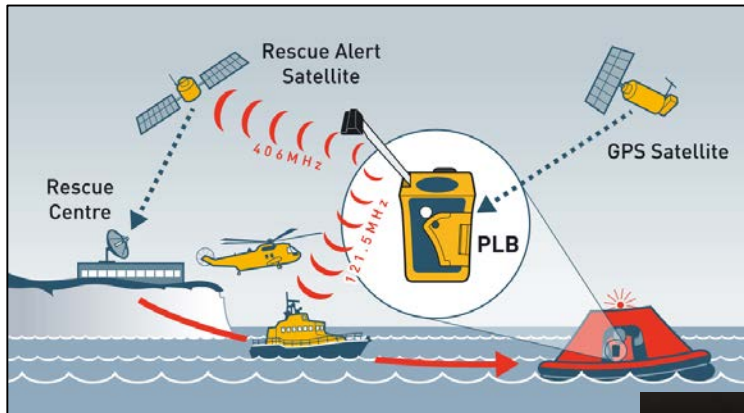 Rescue Alert
Satellite
406MHz
GPS Satellite
Rescue
Centre
121.5MHz
PLB